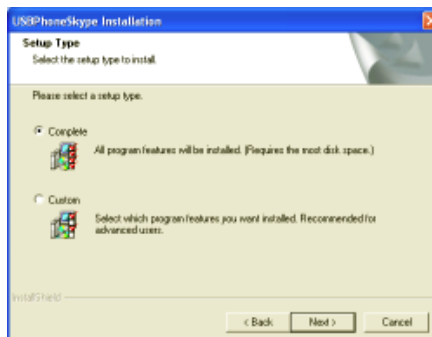 USBPhoneSkype Installation
Setup Type
Select the setup type to install.
Please select a setup type.
Complete
All program features will be installed. (Requires the most disk space.)
Custom
Select which program features you want installed. Recommended for
advanced users.
InstallShield
< Back
Next >
Cancel